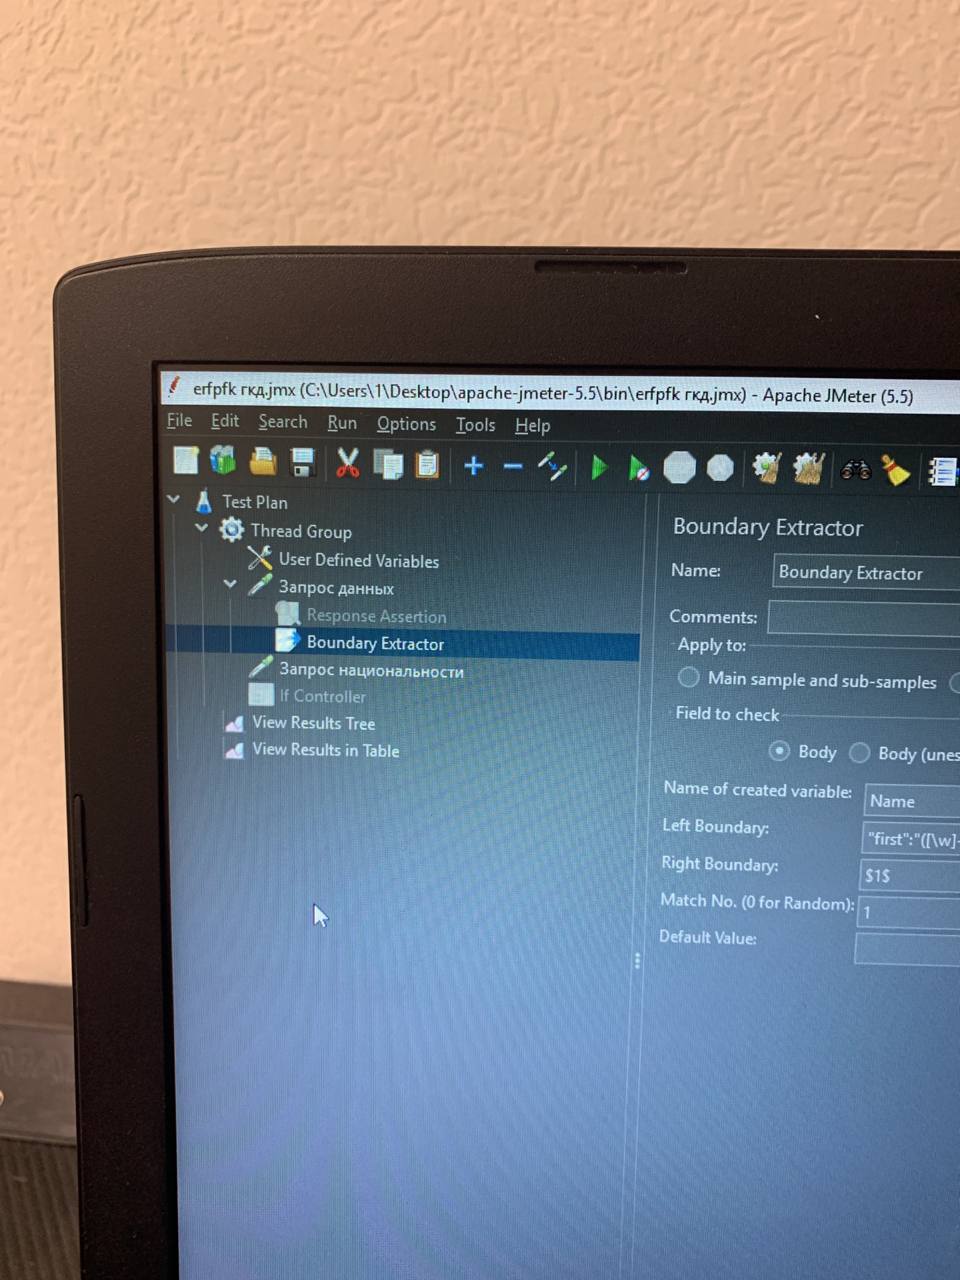 erfpfk гкд.jmx (C:\Users\1\Desktop\apache-jmeter-5.5\bin\erfpfk гкд.jmx) - Apache JMeter (5.5)
File Edit Search Run Options Tools Help
Test Plan
Thread Group
User Defined Variables
Запрос данных
Response Assertion
Boundary Extractor
Запрос национальности
If Controller
View Results Tree
View Results in Table
Boundary Extractor
Name: Boundary Extractor
Comments:
Apply to:
Main sample and sub-samples
Field to check
Body Body (unes
Name of created variable: Name
Left Boundary: "first":"([\w]
Right Boundary: $1$
Match No. (0 for Random): 1
Default Value: